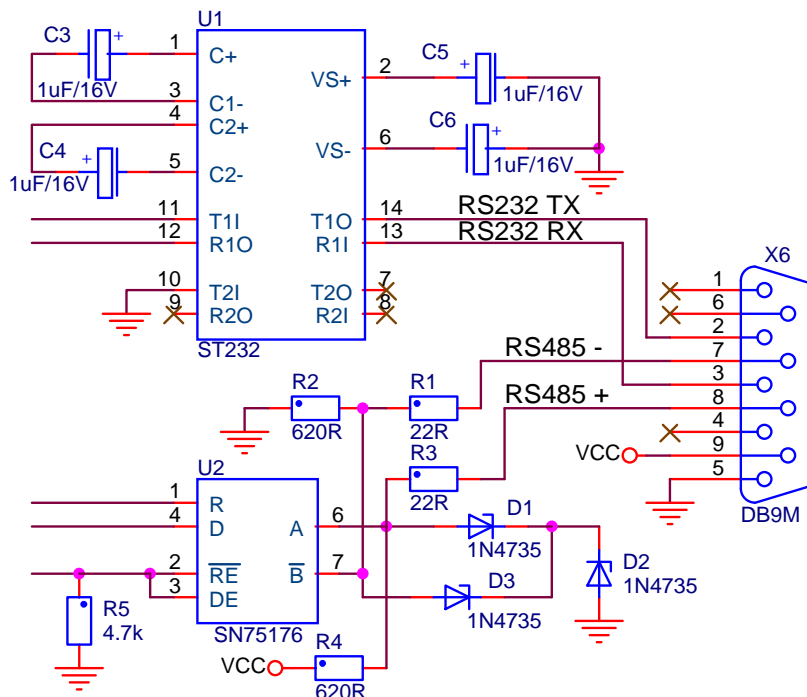 U1
C3
+
1uF/16V
1 C+
3 C1-
4 C2+
C4
+
1uF/16V
5 C2-
11 T1I
12 R1O
10 T2I
9 R2O
ST232
VS+ 2
C5
+
1uF/16V
VS- 6
C6
+
1uF/16V
T1O 14 RS232 TX
R1I 13 RS232 RX
T2O 7
R2I 8
X6
1
6
2
7
3
8
4
9
5
DB9M
RS485 -
RS485 +
VCC
R2
620R
R1
22R
R3
22R
U2
1 R
4 D
2 RE
3 DE
A 6
B 7
SN75176
D1
1N4735
D3
1N4735
D2
1N4735
R5
4.7k
VCC
R4
620R